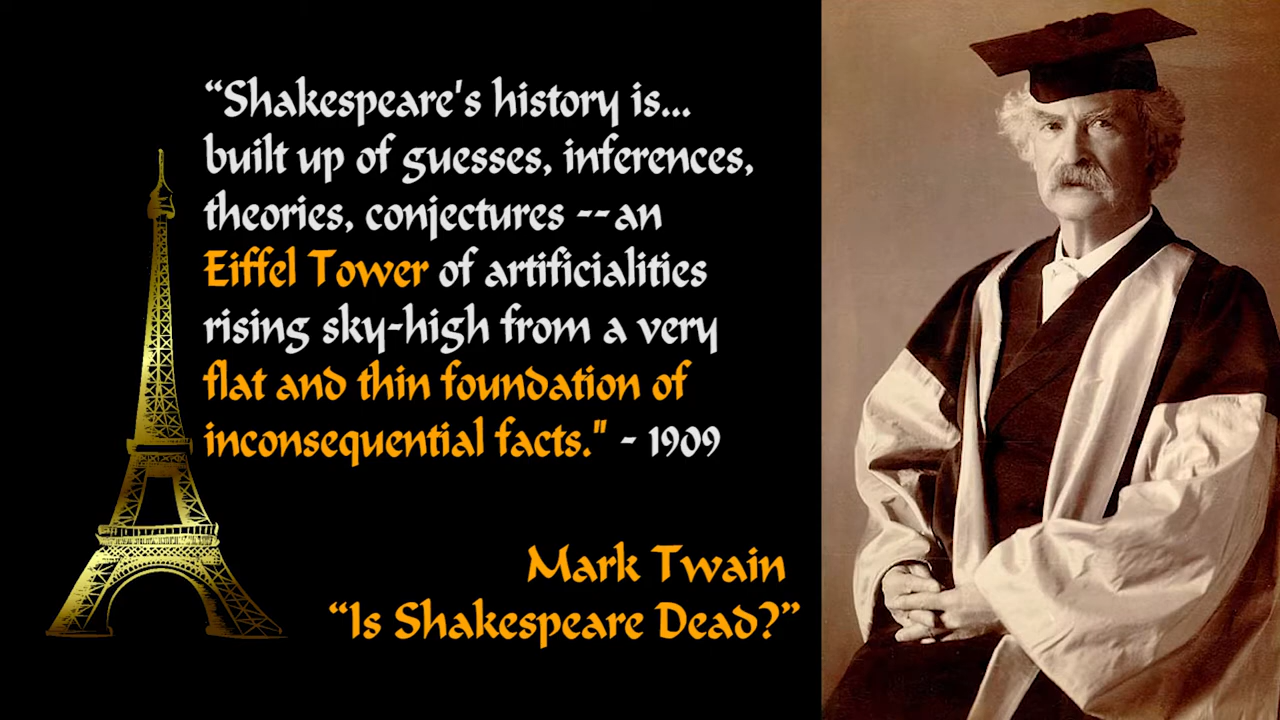 “Shakespeare's history is...
built up of guesses, inferences,
theories, conjectures --an
Eiffel Tower of artificialities
rising sky-high from a very
flat and thin foundation of
inconsequential facts." - 1909
Mark Twain
“Is Shakespeare Dead?”